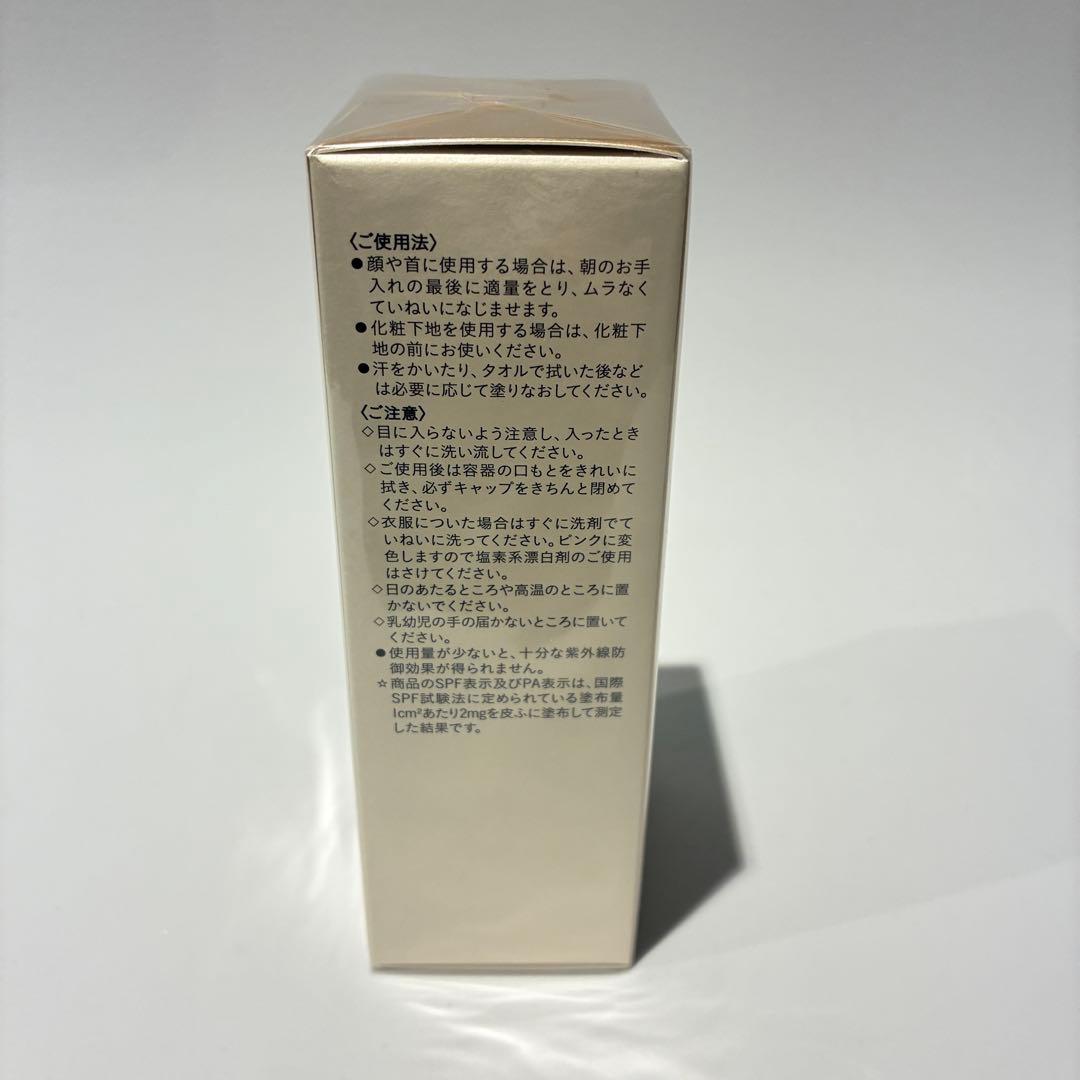 〈ご使用法〉
●顔や首に使用する場合は、朝のお手
入れの最後に適量をとり、ムラなく
ていねいになじませます。
●化粧下地を使用する場合は、化粧下
地の前にお使いください。
●汗をかいたり、タオルで拭いた後など
は必要に応じて塗りなおしてください。
〈ご注意〉
◇目に入らないよう注意し、入ったとき
はすぐに洗い流してください。
◇ご使用後は容器の口もとをきれいに
拭き、必ずキャップをきちんと閉めて
ください。
◇衣服についた場合はすぐに洗剤でて
いねいに洗ってください。ピンクに変
色しますので塩素系漂白剤のご使用
はさけてください。
◇日のあたるところや高温のところに置
かないでください。
◇乳幼児の手の届かないところに置いて
ください。
●使用量が少ないと、十分な紫外線防
御効果が得られません。
☆商品のSPF表示及びPA表示は、国際
SPF試験法に定められている塗布量
1cm²あたり2mgを皮ふに塗布して測定
した結果です。